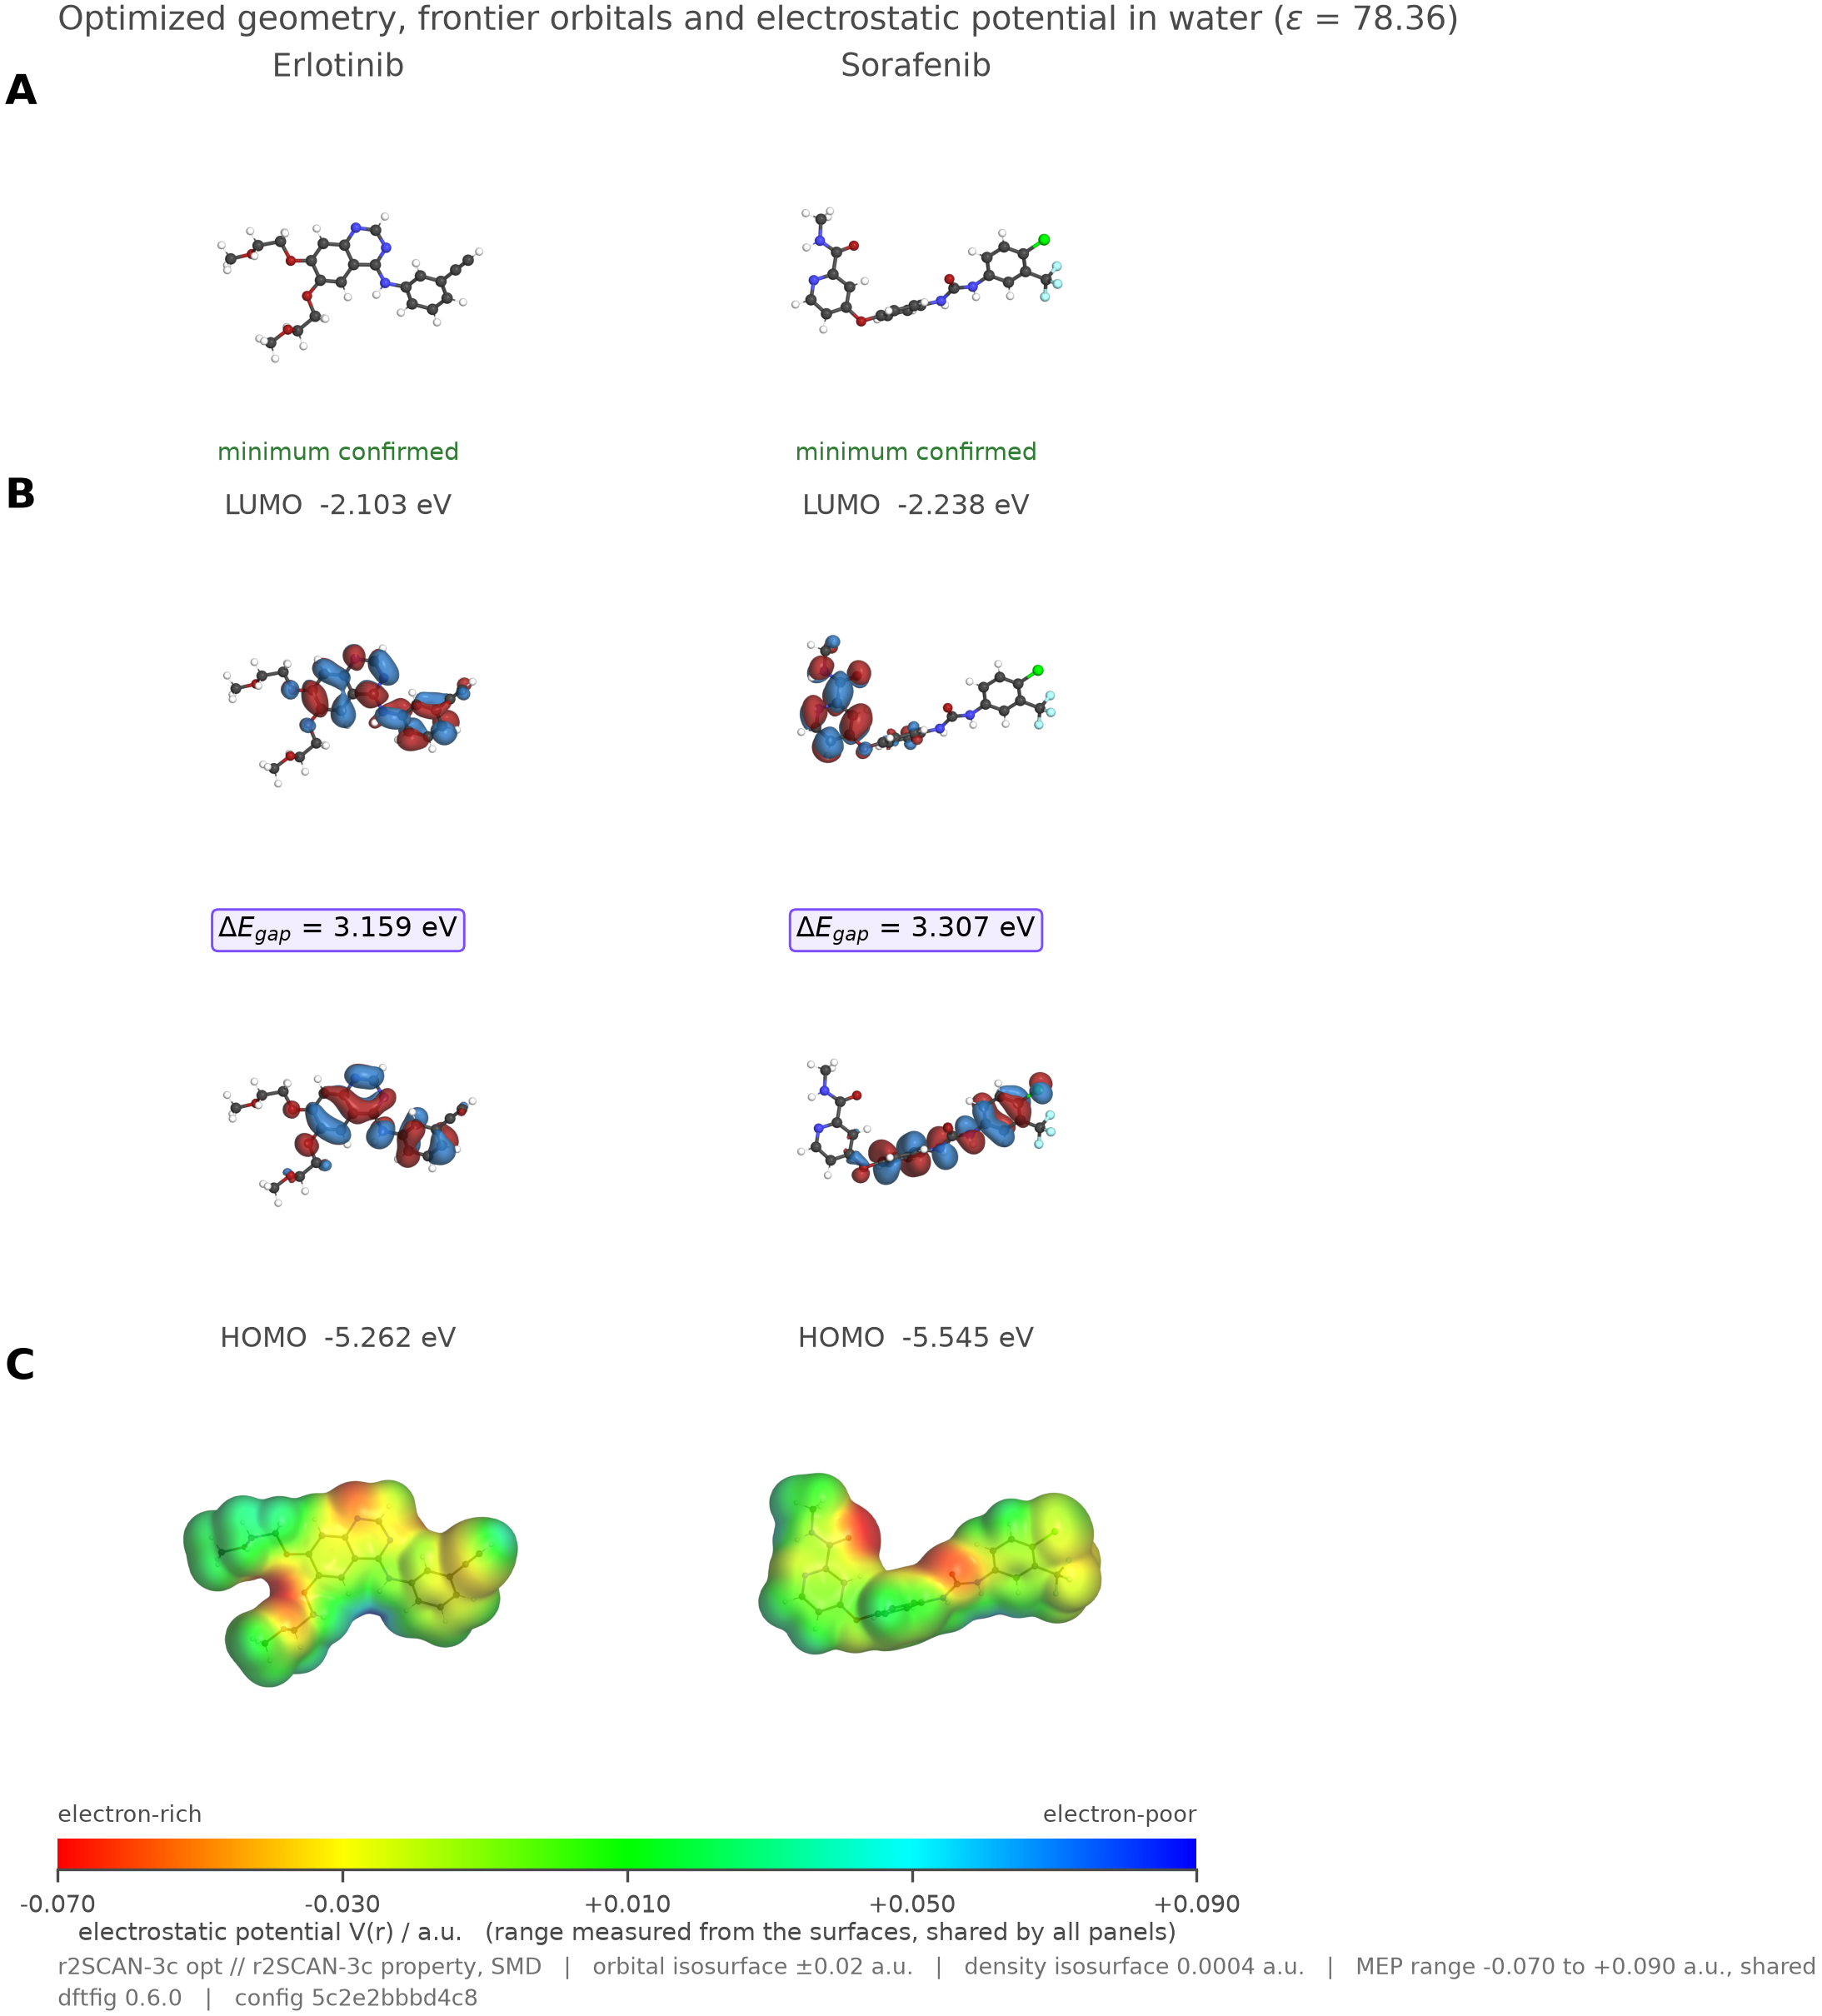 Optimized geometry, frontier orbitals and electrostatic potential in water (ε = 78.36)
Erlotinib
Sorafenib
A
minimum confirmed
minimum confirmed
B
LUMO -2.103 eV
LUMO -2.238 eV
ΔE_gap = 3.159 eV
ΔE_gap = 3.307 eV
HOMO -5.262 eV
HOMO -5.545 eV
C
electron-rich
electron-poor
-0.070
-0.030
+0.010
+0.050
+0.090
electrostatic potential V(r) / a.u. (range measured from the surfaces, shared by all panels)
r2SCAN-3c opt // r2SCAN-3c property, SMD | orbital isosurface ±0.02 a.u. | density isosurface 0.0004 a.u. | MEP range -0.070 to +0.090 a.u., shared
dftfig 0.6.0 | config 5c2e2bbbd4c8